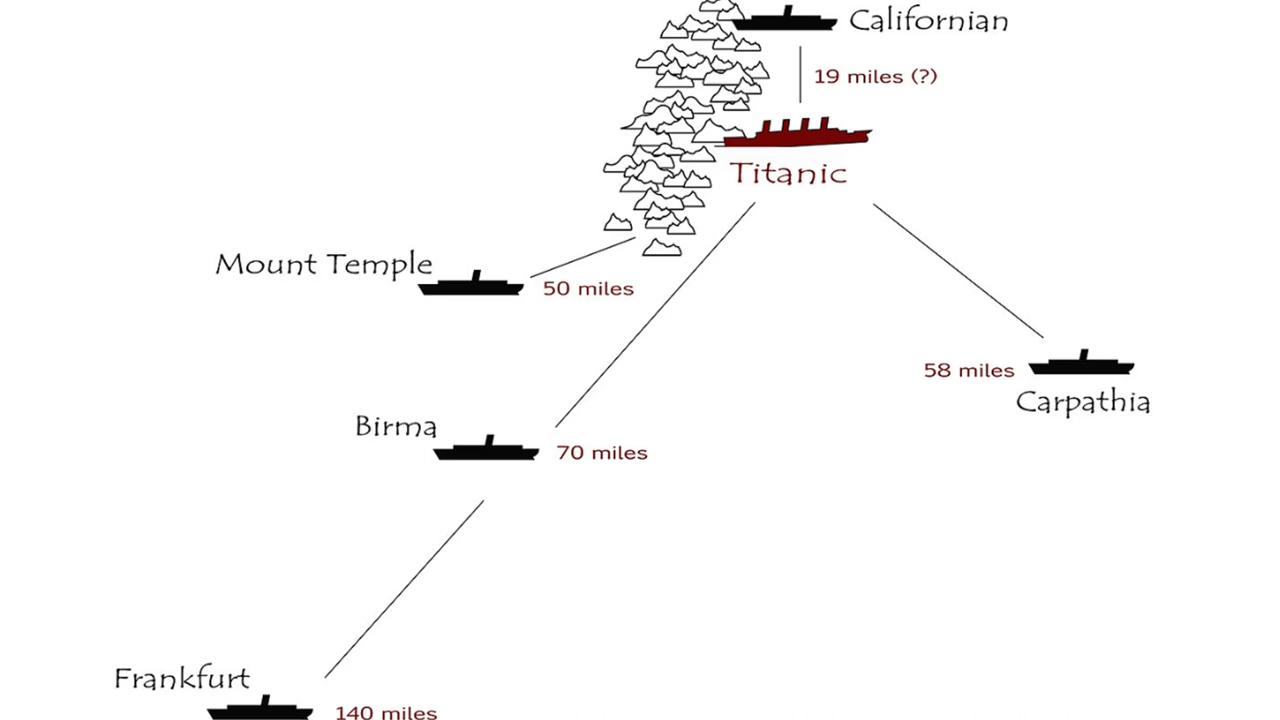 Californian
19 miles (?)
Titanic
Mount Temple
50 miles
58 miles
Carpathia
Birma
70 miles
Frankfurt
140 miles